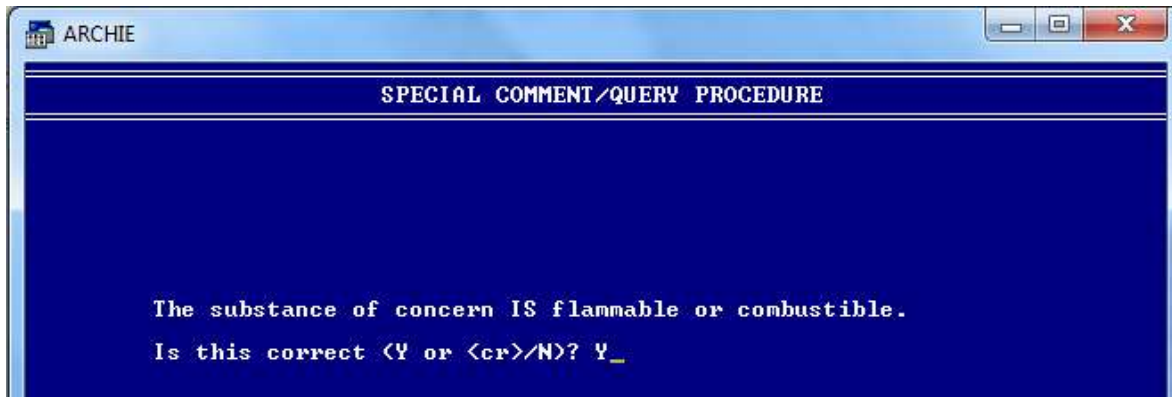 ARCHIE
SPECIAL COMMENT/QUERY PROCEDURE
The substance of concern IS flammable or combustible.
Is this correct (Y or <cr>/N)? Y_